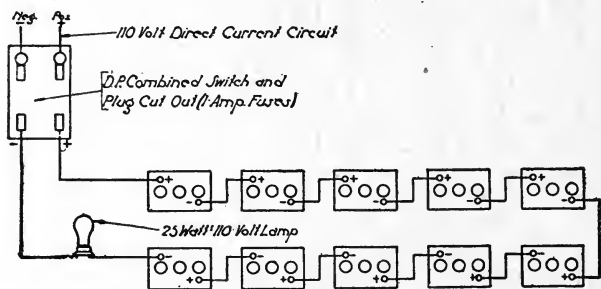 Neg. Pos.
110 Volt Direct Current Circuit
D.P. Combined Switch and
Plug Cut Out (1-Amp. Fuses)
- +
+ + + + +
- - - - -
25 Watt 110 Volt Lamp
- - - - -
+ + + + +